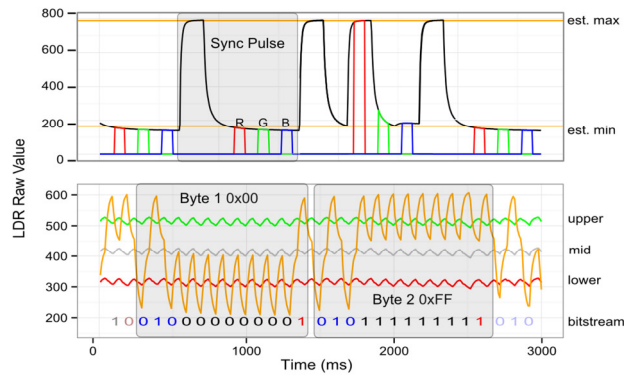 800
600
400
200
0
Sync Pulse
R G B
est. max
est. min
LDR Raw Value
600
500
400
300
200
Byte 1 0x00
Byte 2 0xFF
upper
mid
lower
1 0 0 1 0 0 0 0 0 0 0 0 0 1 0 1 0 1 1 1 1 1 1 1 1 1 0 1 0 bitstream
0 1000 2000 3000
Time (ms)